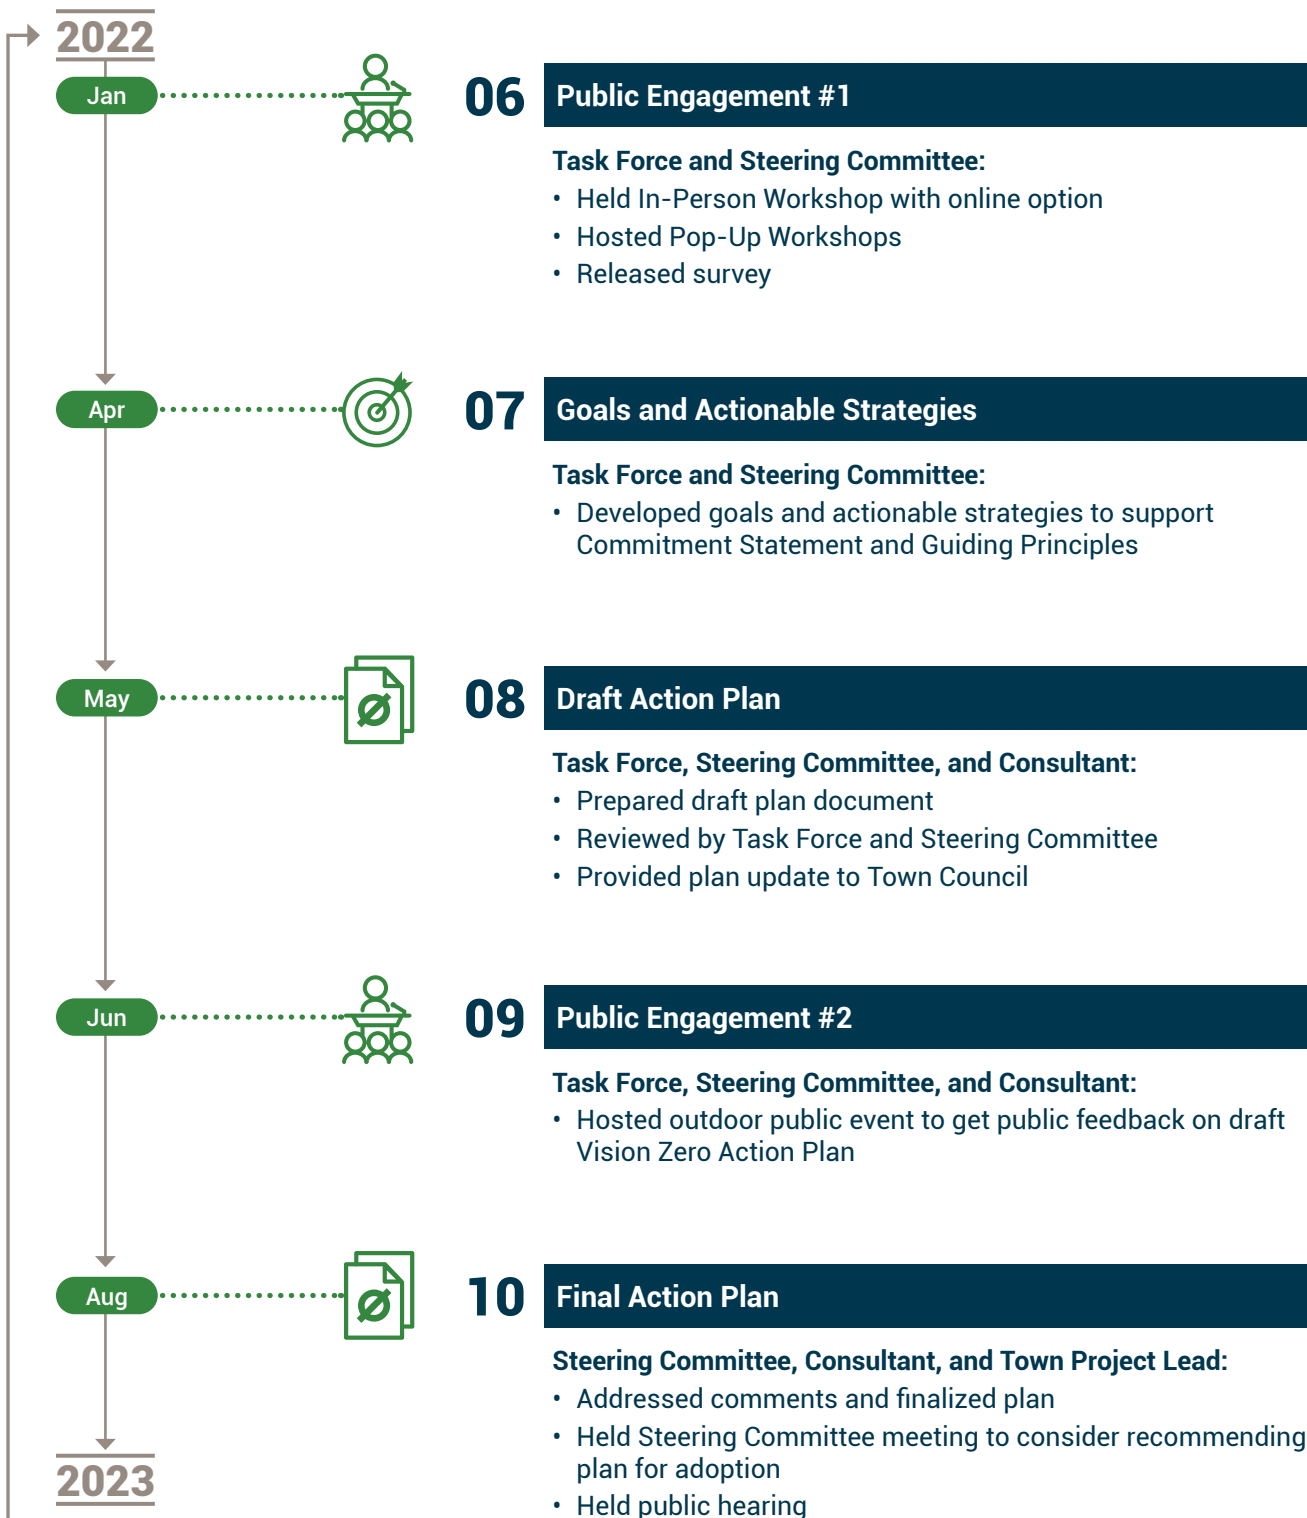 2022
Jan
06
Public Engagement #1
Task Force and Steering Committee:
• Held In-Person Workshop with online option
• Hosted Pop-Up Workshops
• Released survey
Apr
07
Goals and Actionable Strategies
Task Force and Steering Committee:
• Developed goals and actionable strategies to support
Commitment Statement and Guiding Principles
May
08
Draft Action Plan
Task Force, Steering Committee, and Consultant:
• Prepared draft plan document
• Reviewed by Task Force and Steering Committee
• Provided plan update to Town Council
Jun
09
Public Engagement #2
Task Force, Steering Committee, and Consultant:
• Hosted outdoor public event to get public feedback on draft
Vision Zero Action Plan
Aug
10
Final Action Plan
Steering Committee, Consultant, and Town Project Lead:
• Addressed comments and finalized plan
• Held Steering Committee meeting to consider recommending
plan for adoption
• Held public hearing
2023